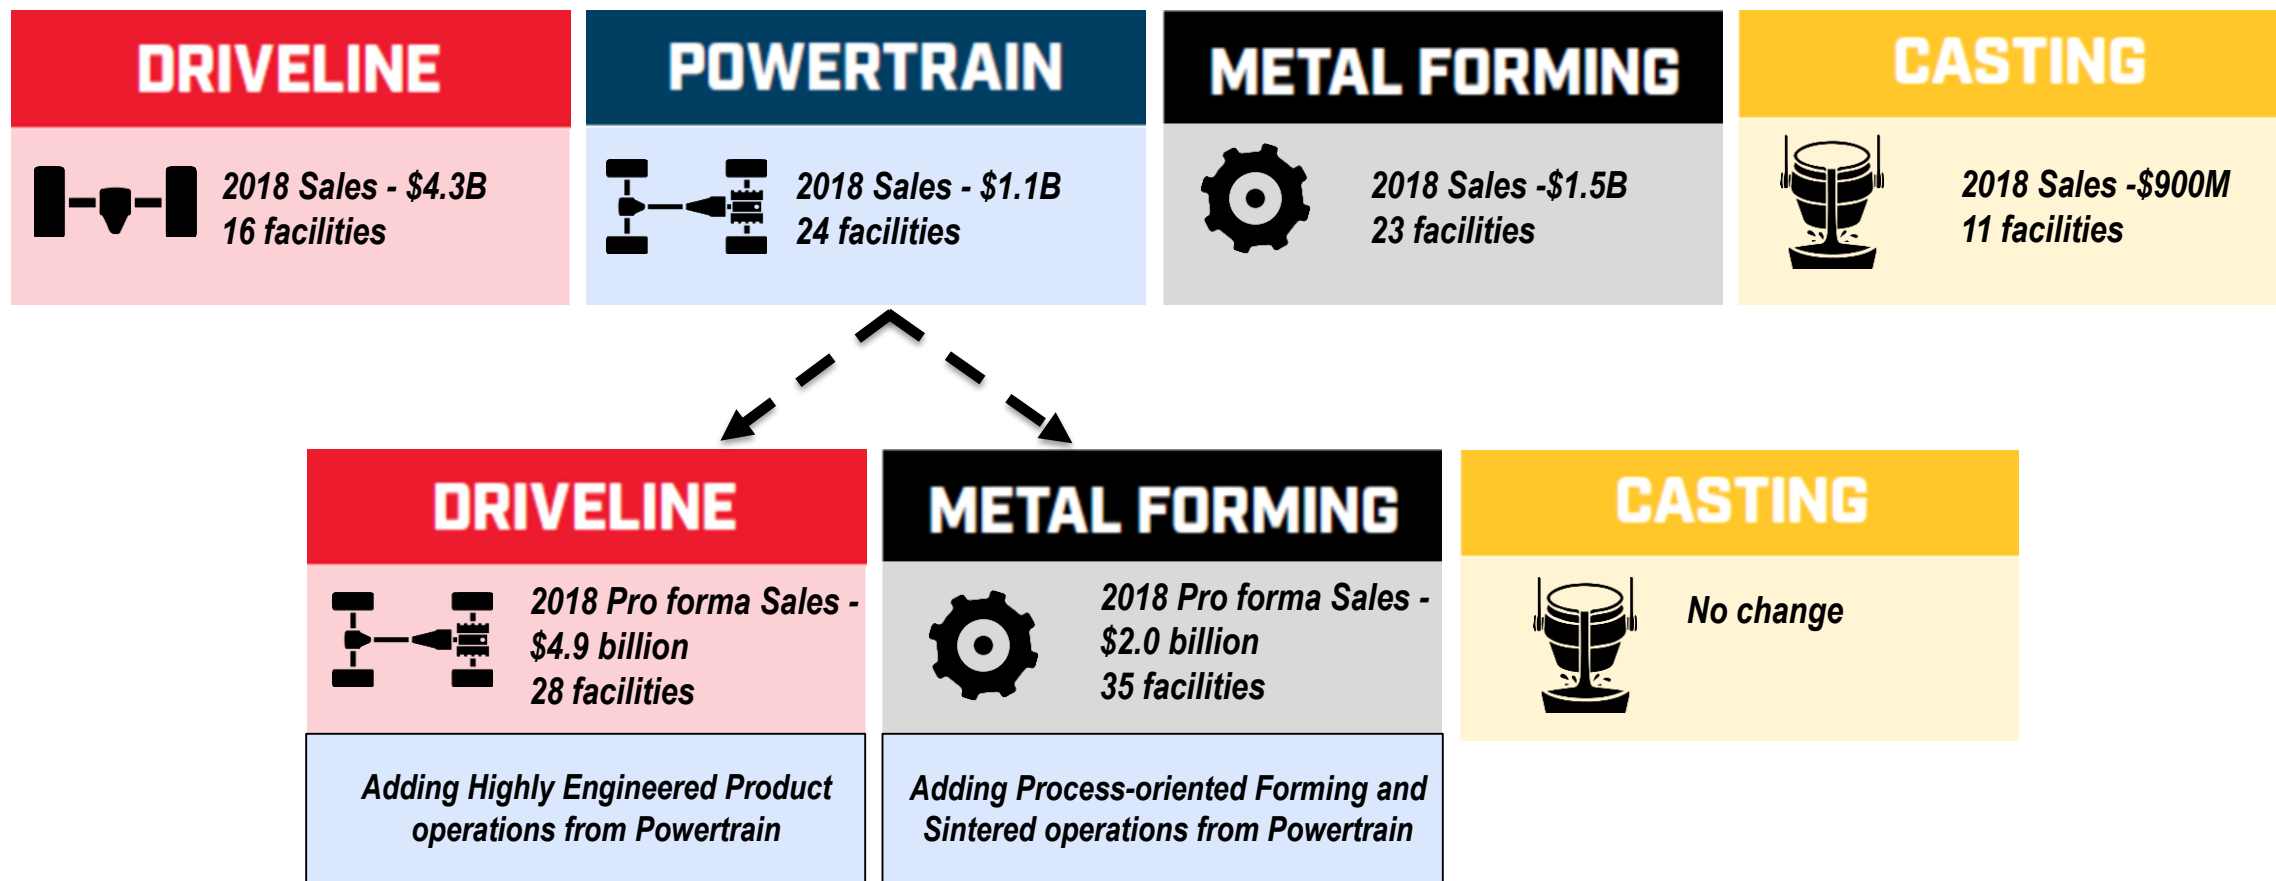 DRIVELINE
2018 Sales - $4.3B
16 facilities
POWERTRAIN
2018 Sales - $1.1B
24 facilities
METAL FORMING
2018 Sales -$1.5B
23 facilities
CASTING
2018 Sales -$900M
11 facilities
DRIVELINE
2018 Pro forma Sales -
$4.9 billion
28 facilities
Adding Highly Engineered Product
operations from Powertrain
METAL FORMING
2018 Pro forma Sales -
$2.0 billion
35 facilities
Adding Process-oriented Forming and
Sintered operations from Powertrain
CASTING
No change